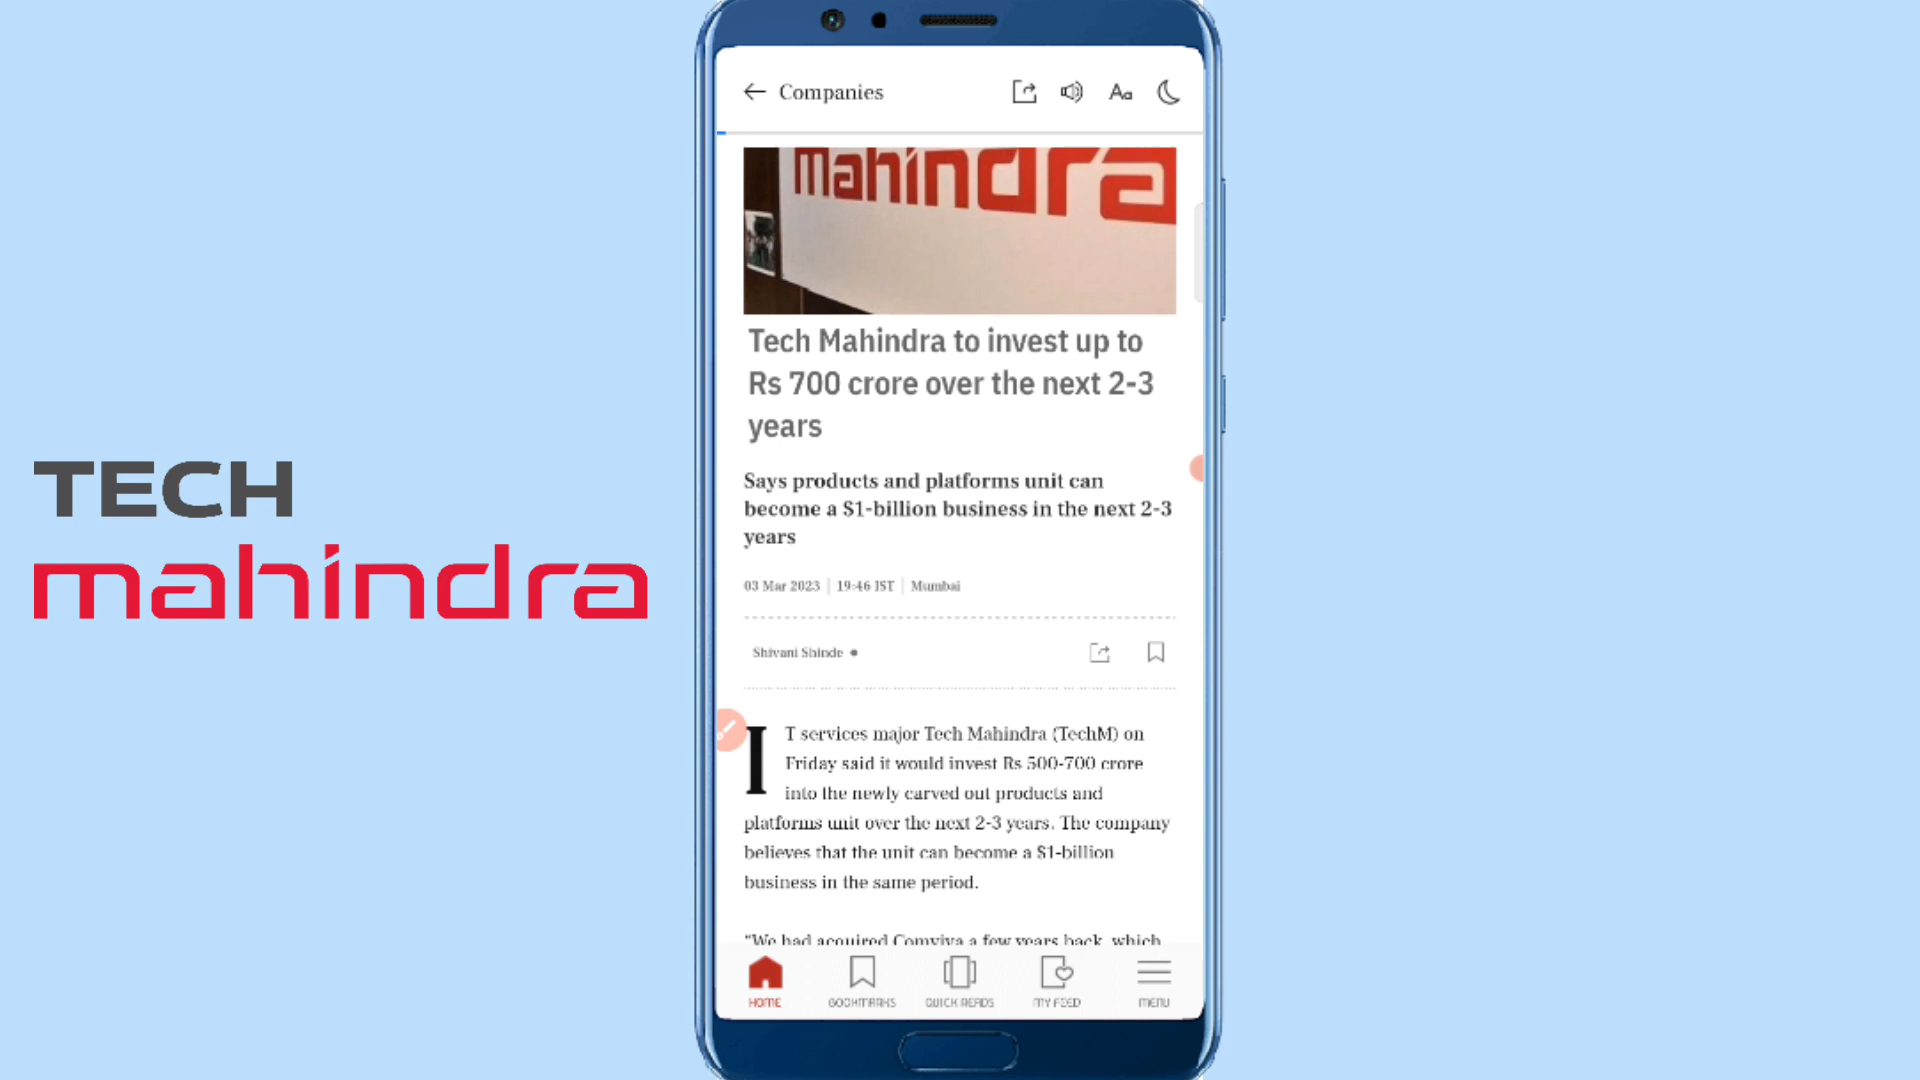 Companies
Aa
mahindra
Tech Mahindra to invest up to
Rs 700 crore over the next 2-3
years
Says products and platforms unit can
become a $1-billion business in the next 2-3
years
03 Mar 2023 | 19:46 IST | Mumbai
Shivani Shinde
IT services major Tech Mahindra (TechM) on
Friday said it would invest Rs 500-700 crore
into the newly carved out products and
platforms unit over the next 2-3 years. The company
believes that the unit can become a $1-billion
business in the same period.
"We had acquired Comviva a few years back, which
HOME
BOOKMARKS
QUICK READS
MY FEED
MENU
TECH
mahindra